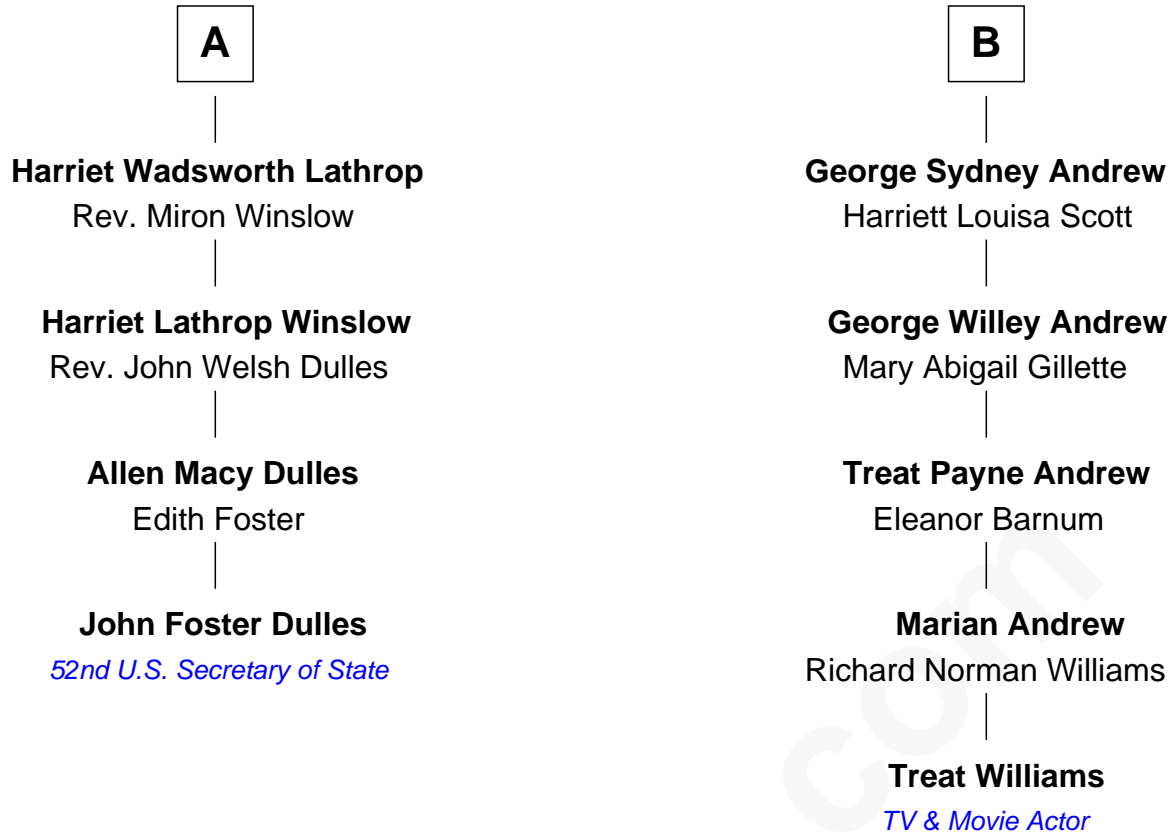 A
Harriet Wadsworth Lathrop
Rev. Miron Winslow
Harriet Lathrop Winslow
Rev. John Welsh Dulles
Allen Macy Dulles
Edith Foster
John Foster Dulles
52nd U.S. Secretary of State
B
George Sydney Andrew
Harriett Louisa Scott
George Willey Andrew
Mary Abigail Gillette
Treat Payne Andrew
Eleanor Barnum
Marian Andrew
Richard Norman Williams
Treat Williams
TV & Movie Actor
com